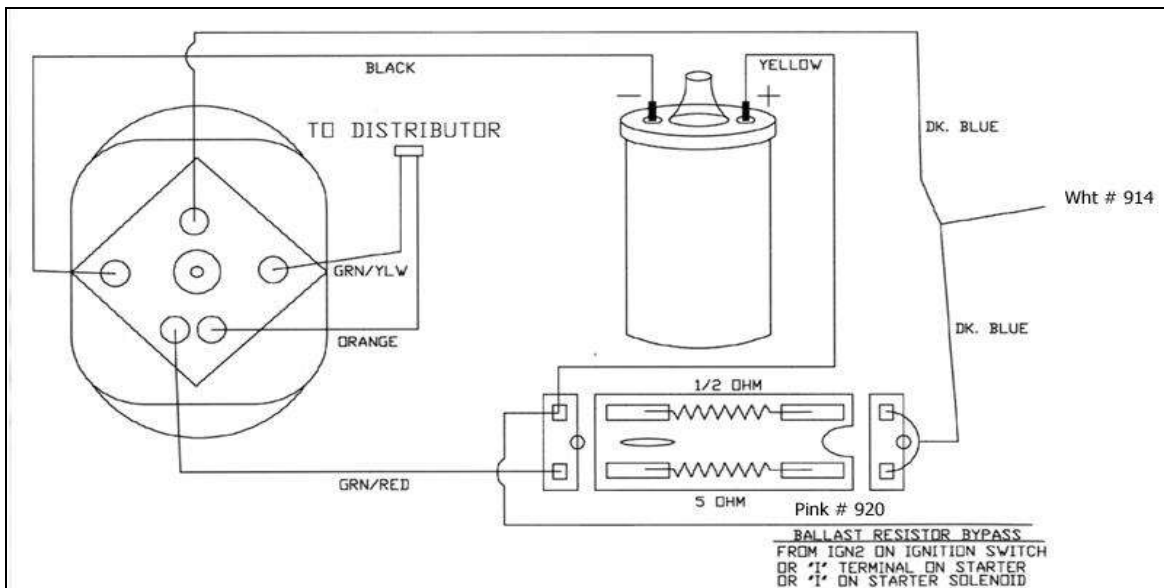 BLACK
YELLOW
− +
TO DISTRIBUTOR
DK. BLUE
Wht # 914
GRN/YLW
DK. BLUE
ORANGE
1/2 OHM
GRN/RED
5 OHM
Pink # 920
BALLAST RESISTOR BYPASS
FROM IGN2 ON IGNITION SWITCH
OR "I" TERMINAL ON STARTER
OR "I" ON STARTER SOLENOID